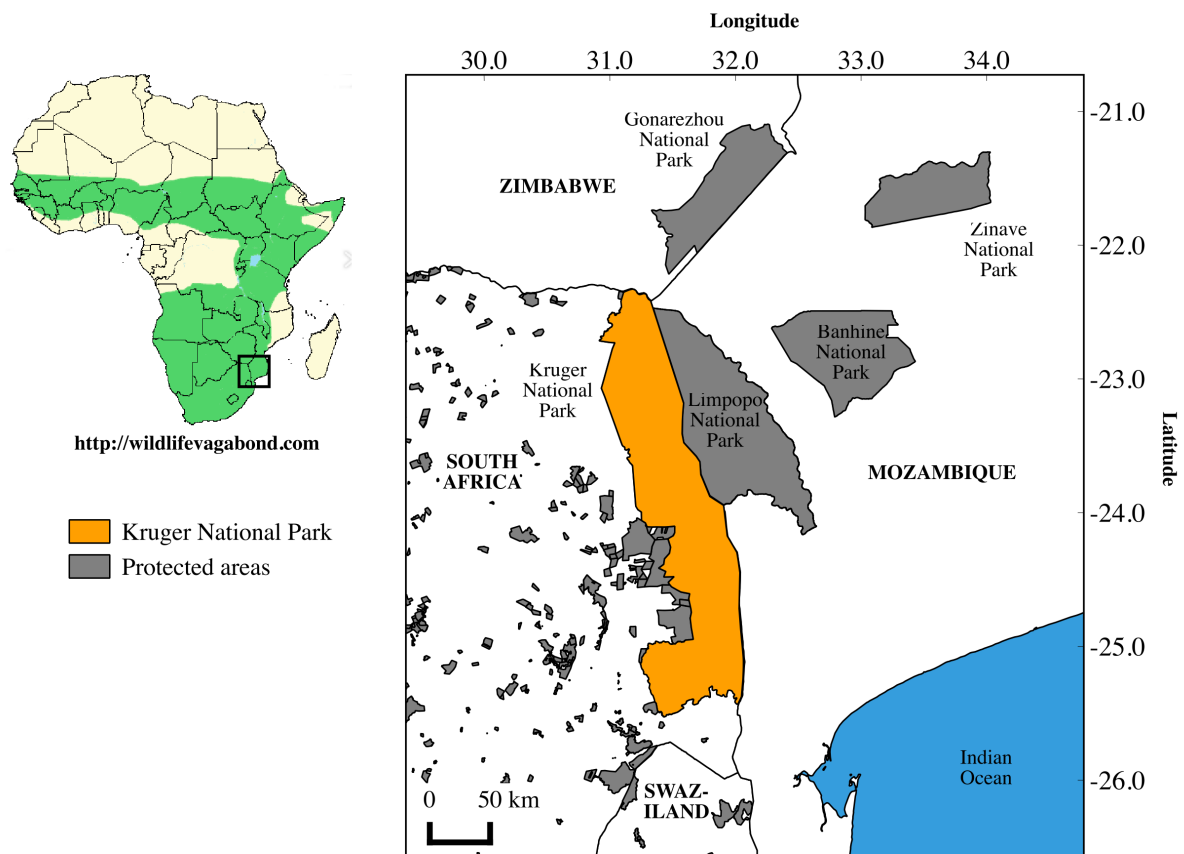 Longitude
30.0 31.0 32.0 33.0 34.0
-21.0
-22.0
-23.0
-24.0
-25.0
-26.0
Latitude
Gonarezhou
National
Park
ZIMBABWE
Zinave
National
Park
Banhine
National
Park
Kruger
National
Park
Limpopo
National
Park
SOUTH
AFRICA
MOZAMBIQUE
Indian
Ocean
SWAZ-
ILAND
0 50 km
http://wildlifevagabond.com
Kruger National Park
Protected areas